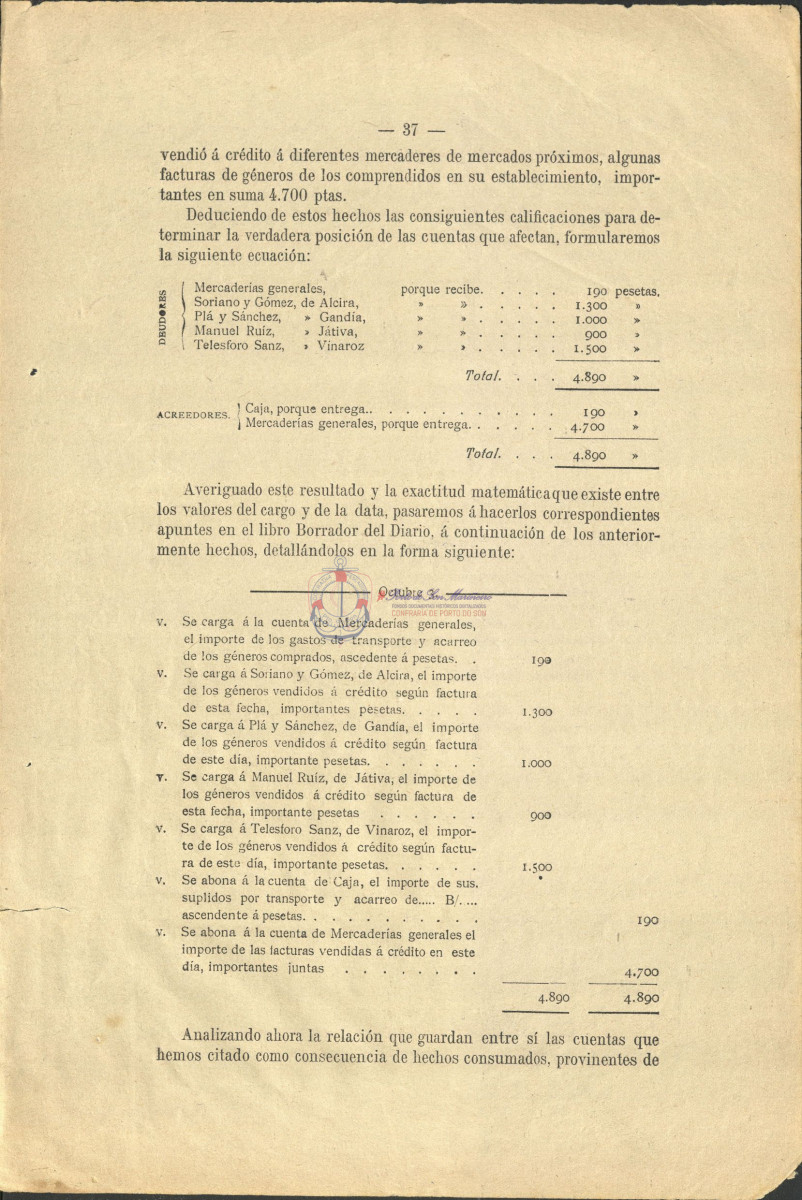 — 37 —
vendió á crédito á diferentes mercaderes de mercados próximos, algunas
facturas de géneros de los comprendidos en su establecimiento, impor-
tantes en suma 4.700 ptas.
Deduciendo de estos hechos las consiguientes calificaciones para de-
terminar la verdadera posición de las cuentas que afectan, formularemos
la siguiente ecuación:
DEUDORES
Mercaderías generales, porque recibe. . . . . 190 pesetas.
Soriano y Gómez, de Alcira, » » . . . . . 1.300 »
Plá y Sánchez, » Gandía, » » . . . . . 1.000 »
Manuel Ruíz, » Játiva, » » . . . . . 900 »
Telesforo Sanz, » Vinaroz » » . . . . . 1.500 »
Total. . . . 4.890 »
ACREEDORES.
Caja, porque entrega.. . . . . . . . . . . 190 »
Mercaderías generales, porque entrega. . . . . . 4.700 »
Total. . . . 4.890 »
Averiguado este resultado y la exactitud matemática que existe entre
los valores del cargo y de la data, pasaremos á hacer los correspondientes
apuntes en el libro Borrador del Diario, á continuación de los anterior-
mente hechos, detallándolos en la forma siguiente:
Octubre
CONFRARÍA DE PORTO DO SON
v. Se carga á la cuenta de Mercaderías generales,
el importe de los gastos de transporte y acarreo
de los géneros comprados, ascedente á pesetas. . 190
v. Se carga á Soriano y Gómez, de Alcira, el importe
de los géneros vendidos á crédito según factura
de esta fecha, importantes pesetas. . . . . 1.300
v. Se carga á Plá y Sánchez, de Gandía, el importe
de los géneros vendidos á crédito según factura
de este día, importante pesetas. . . . . . . 1.000
v. Se carga á Manuel Ruíz, de Játiva, el importe de
los géneros vendidos á crédito según factura de
esta fecha, importante pesetas . . . . . . 900
v. Se carga á Telesforo Sanz, de Vinaroz, el impor-
te de los géneros vendidos á crédito según factu-
ra de este día, importante pesetas. . . . . . 1.500
v. Se abona á la cuenta de Caja, el importe de sus.
suplidos por transporte y acarreo de..... B/. ...
ascendente á pesetas. . . . . . . . . . 190
v. Se abona á la cuenta de Mercaderías generales el
importe de las facturas vendidas á crédito en este
día, importantes juntas . . . . . . . 4.700
4.890 4.890
Analizando ahora la relación que guardan entre sí las cuentas que
hemos citado como consecuencia de hechos consumados, provinentes de